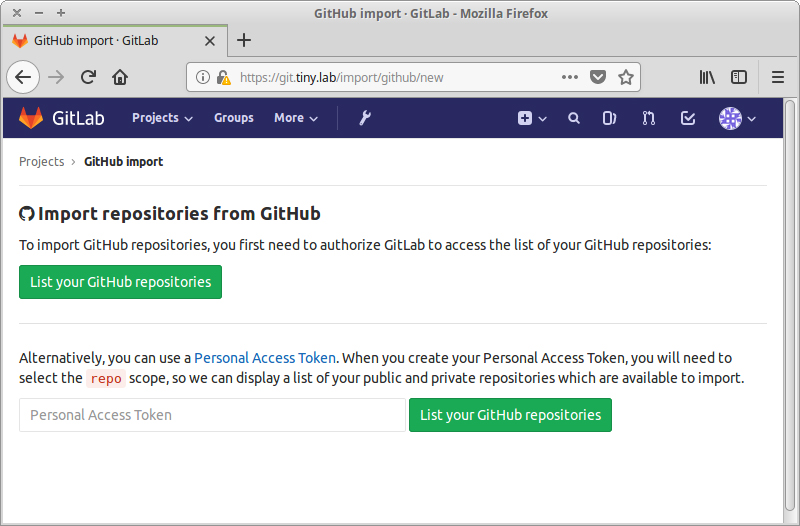 GitHub import · GitLab - Mozilla Firefox
GitHub import · GitLab
https://git.tiny.lab/import/github/new
GitLab Projects Groups More
Projects › GitHub import
Import repositories from GitHub
To import GitHub repositories, you first need to authorize GitLab to access the list of your GitHub repositories:
List your GitHub repositories
Alternatively, you can use a Personal Access Token. When you create your Personal Access Token, you will need to
select the repo scope, so we can display a list of your public and private repositories which are available to import.
Personal Access Token List your GitHub repositories